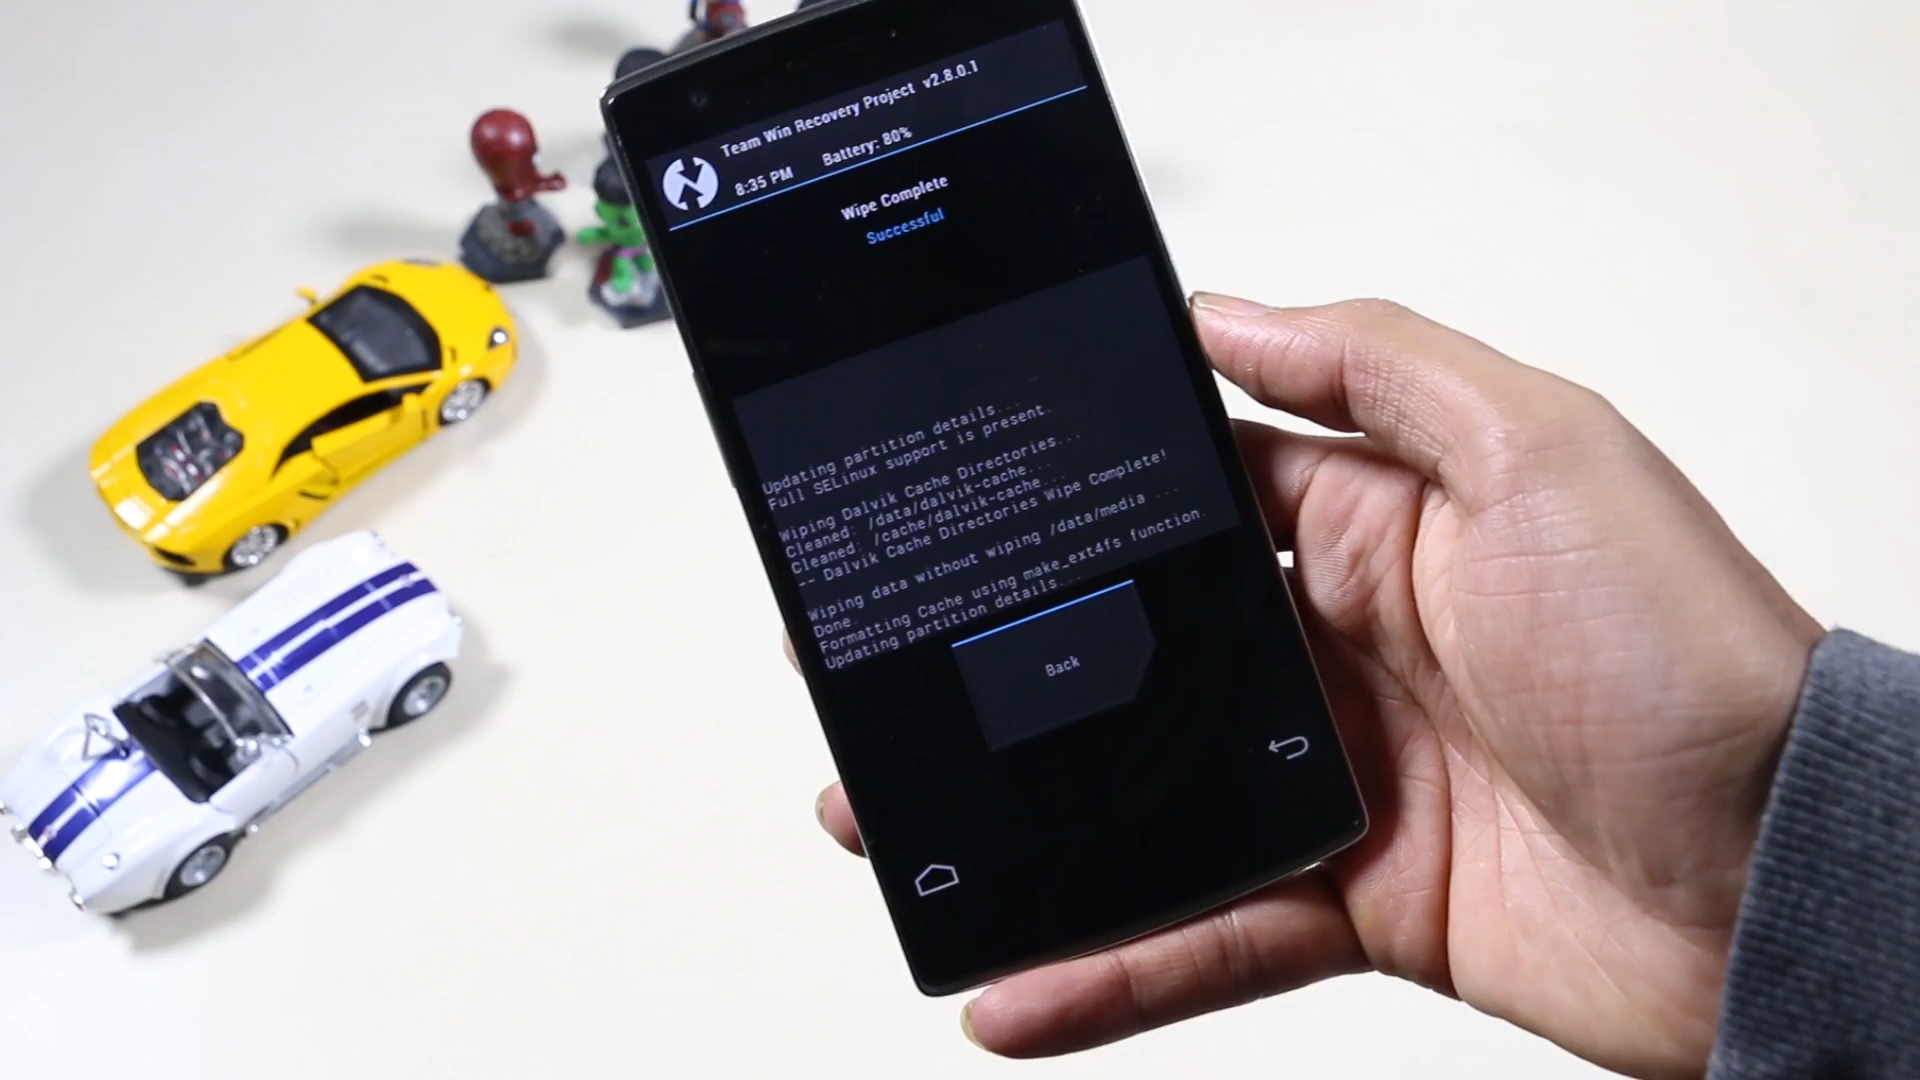 Team Win Recovery Project v2.8.0.1
8:35 PM Battery: 80%
Wipe Complete
Successful
Updating partition details...
Full SELinux support is present.
Wiping Dalvik Cache Directories...
Cleaned: /data/dalvik-cache...
Cleaned: /cache/dalvik-cache...
-- Dalvik Cache Directories Wipe Complete!
Wiping data without wiping /data/media ...
Done.
Formatting Cache using make_ext4fs function.
Updating partition details...
Back